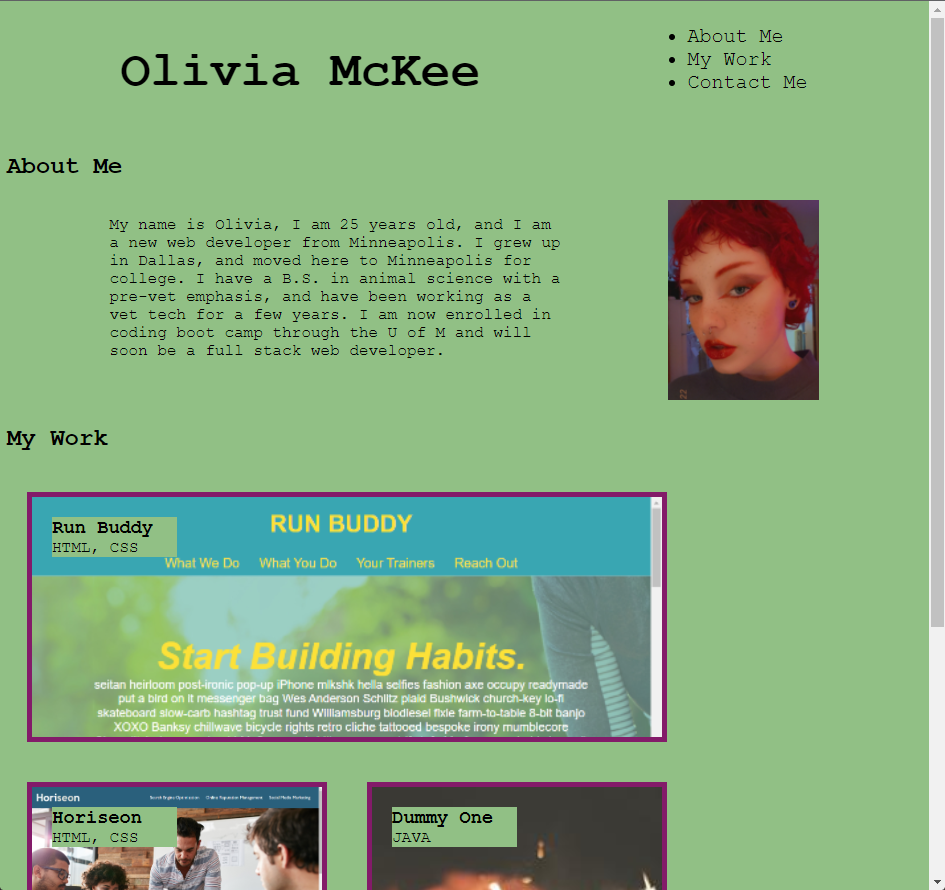 Olivia McKee
About Me
My Work
Contact Me
About Me
My name is Olivia, I am 25 years old, and I am
a new web developer from Minneapolis. I grew up
in Dallas, and moved here to Minneapolis for
college. I have a B.S. in animal science with a
pre-vet emphasis, and have been working as a
vet tech for a few years. I am now enrolled in
coding boot camp through the U of M and will
soon be a full stack web developer.
My Work
RUN BUDDY
Run Buddy
HTML, CSS
What We Do What You Do Your Trainers Reach Out
Start Building Habits.
seitan heirloom post-ironic pop-up iPhone mlkshk hella selfies fashion axe occupy readymade
put a bird on it messenger bag Wes Anderson Schlitz plaid Bushwick church-key lo-fi
skateboard slow-carb hashtag trust fund Williamsburg biodiesel fixie farm-to-table 8-bit banjo
XOXO Banksy chillwave bicycle rights retro cliche tattooed bespoke irony mumblecore
Horiseon
Search Engine Optimization Online Reputation Management Social Media Marketing
Horiseon
HTML, CSS
Dummy One
JAVA